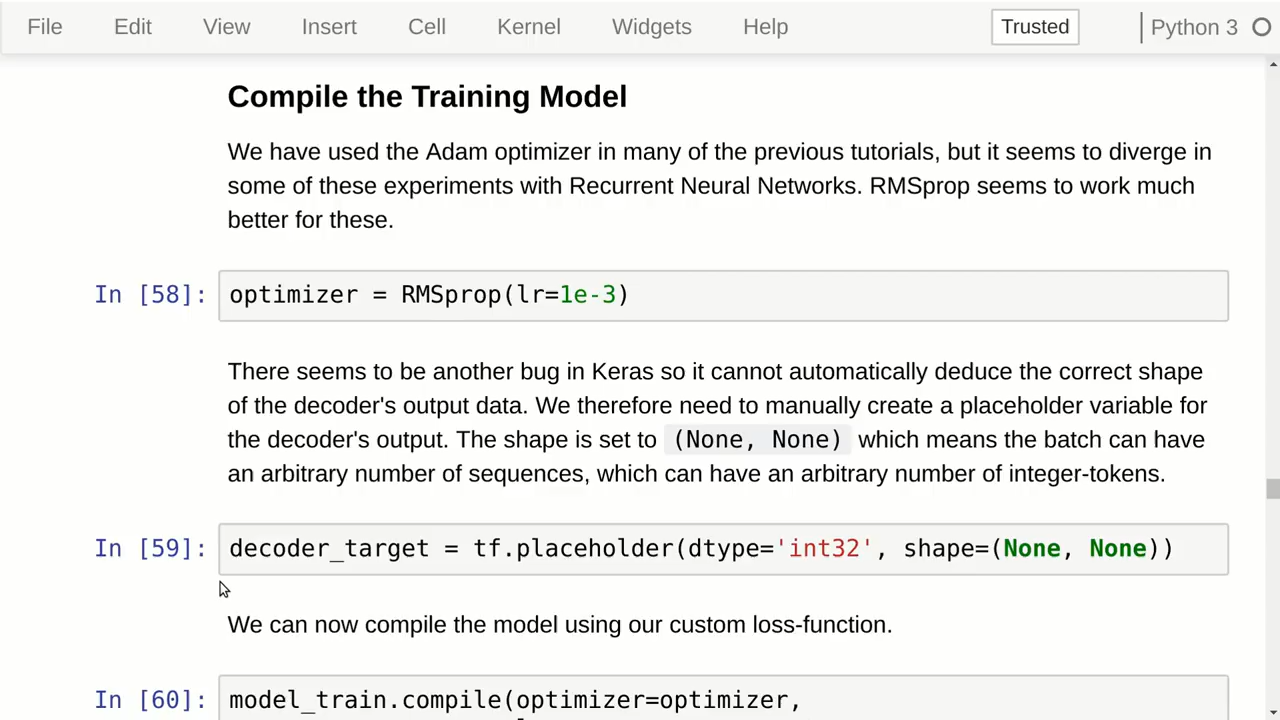 File Edit View Insert Cell Kernel Widgets Help Trusted Python 3
Compile the Training Model
We have used the Adam optimizer in many of the previous tutorials, but it seems to diverge in
some of these experiments with Recurrent Neural Networks. RMSprop seems to work much
better for these.
In [58]: optimizer = RMSprop(lr=1e-3)
There seems to be another bug in Keras so it cannot automatically deduce the correct shape
of the decoder's output data. We therefore need to manually create a placeholder variable for
the decoder's output. The shape is set to (None, None) which means the batch can have
an arbitrary number of sequences, which can have an arbitrary number of integer-tokens.
In [59]: decoder_target = tf.placeholder(dtype='int32', shape=(None, None))
We can now compile the model using our custom loss-function.
In [60]: model_train.compile(optimizer=optimizer,